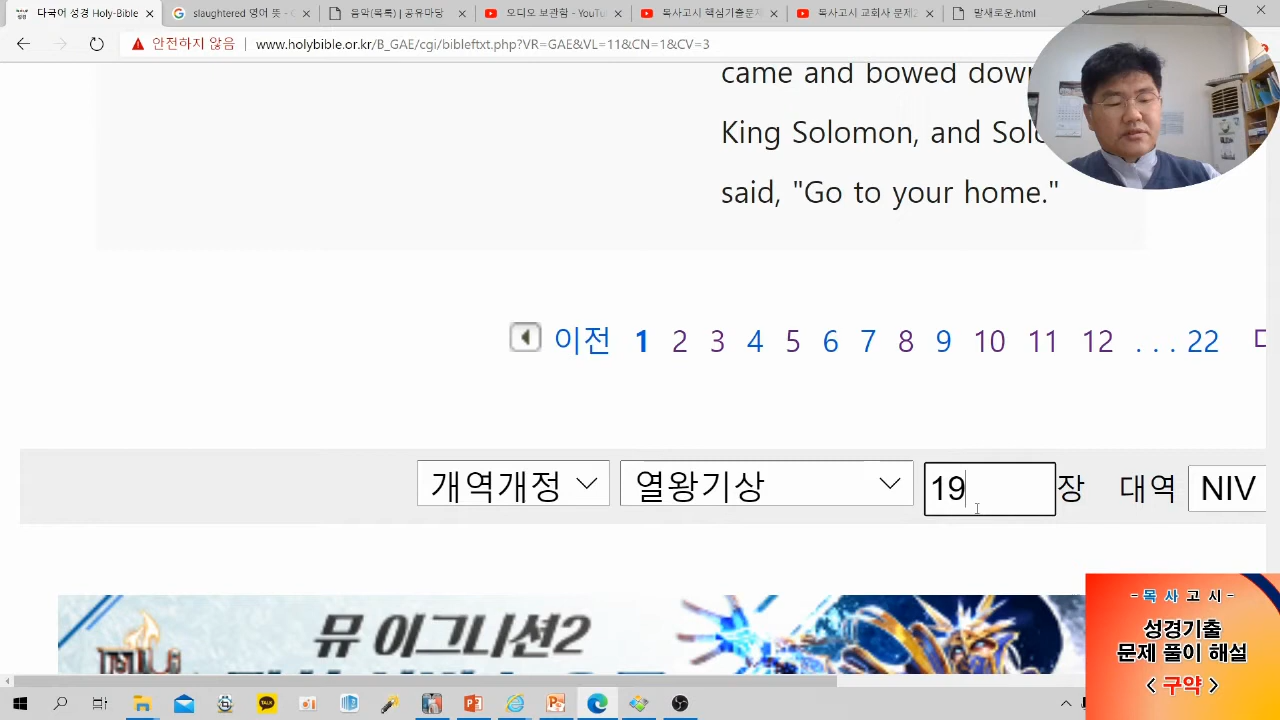 다국어 성경 Holy-Bible
slaughtered 영어 뜻 - G
음악(목록) | 공유마당
오디오 보관함 - YouTu
목사고시 핵심기출문제
목사고시 교회사 문제2
말새로운.html
안전하지 않음 www.holybible.or.kr/B_GAE/cgi/bibleftxt.php?VR=GAE&VL=11&CN=1&CV=3
came and bowed down
King Solomon, and Solo
said, "Go to your home."
이전 1 2 3 4 5 6 7 8 9 10 11 12 . . . 22
개역개정 열왕기상 19 장 대역 NIV
뮤 이그니션2
MU
- 목 사 고 시 -
성경기출
문제 풀이 해설
< 구약 >